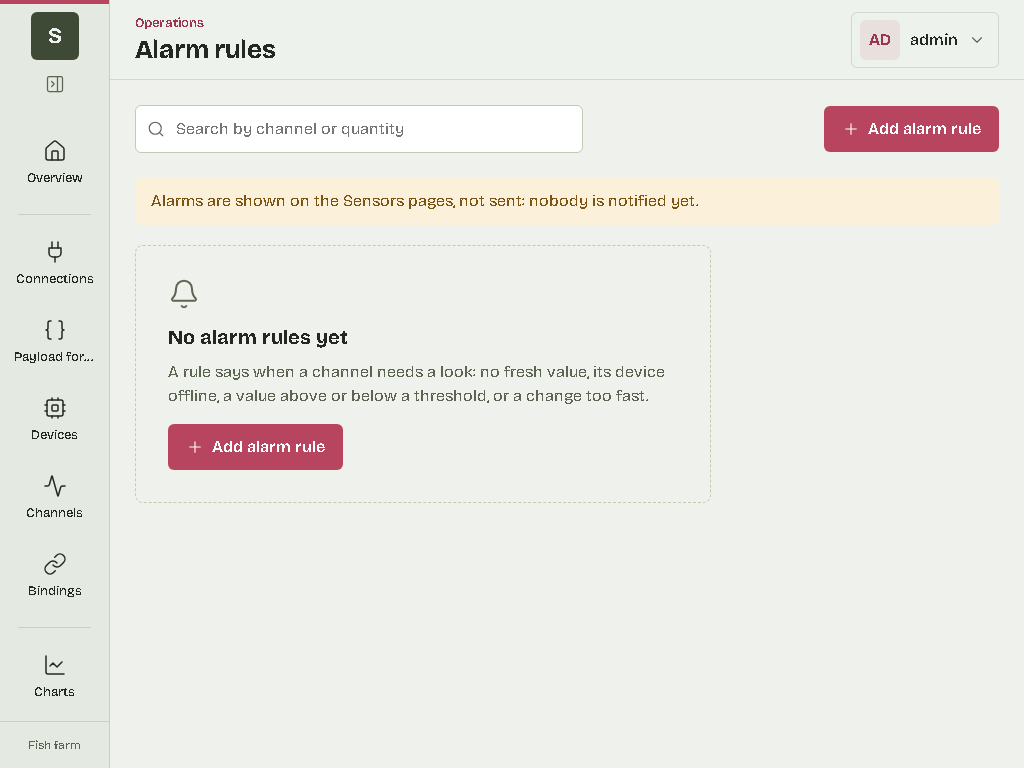 S
Overview
Connections
Payload for...
Devices
Channels
Bindings
Charts
Fish farm
Operations
Alarm rules
AD admin
Search by channel or quantity
Add alarm rule
Alarms are shown on the Sensors pages, not sent: nobody is notified yet.
No alarm rules yet
A rule says when a channel needs a look: no fresh value, its device
offline, a value above or below a threshold, or a change too fast.
Add alarm rule